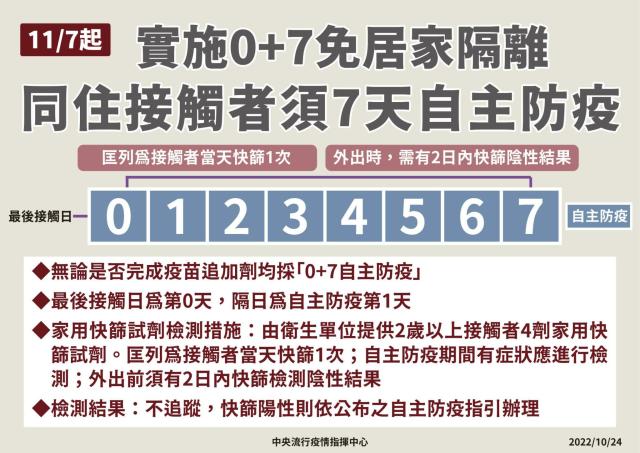 11/7起
實施0+7免居家隔離
同住接觸者須7天自主防疫
匡列為接觸者當天快篩1次
外出時，需有2日內快篩陰性結果
最後接觸日 0 1 2 3 4 5 6 7 自主防疫
◆無論是否完成疫苗追加劑均採「0+7自主防疫」
◆最後接觸日為第0天，隔日為自主防疫第1天
◆家用快篩試劑檢測措施：由衛生單位提供2歲以上接觸者4劑家用快
篩試劑。匡列為接觸者當天快篩1次；自主防疫期間有症狀應進行檢
測；外出前須有2日內快篩檢測陰性結果
◆檢測結果：不追蹤，快篩陽性則依公布之自主防疫指引辦理
中央流行疫情指揮中心
2022/10/24